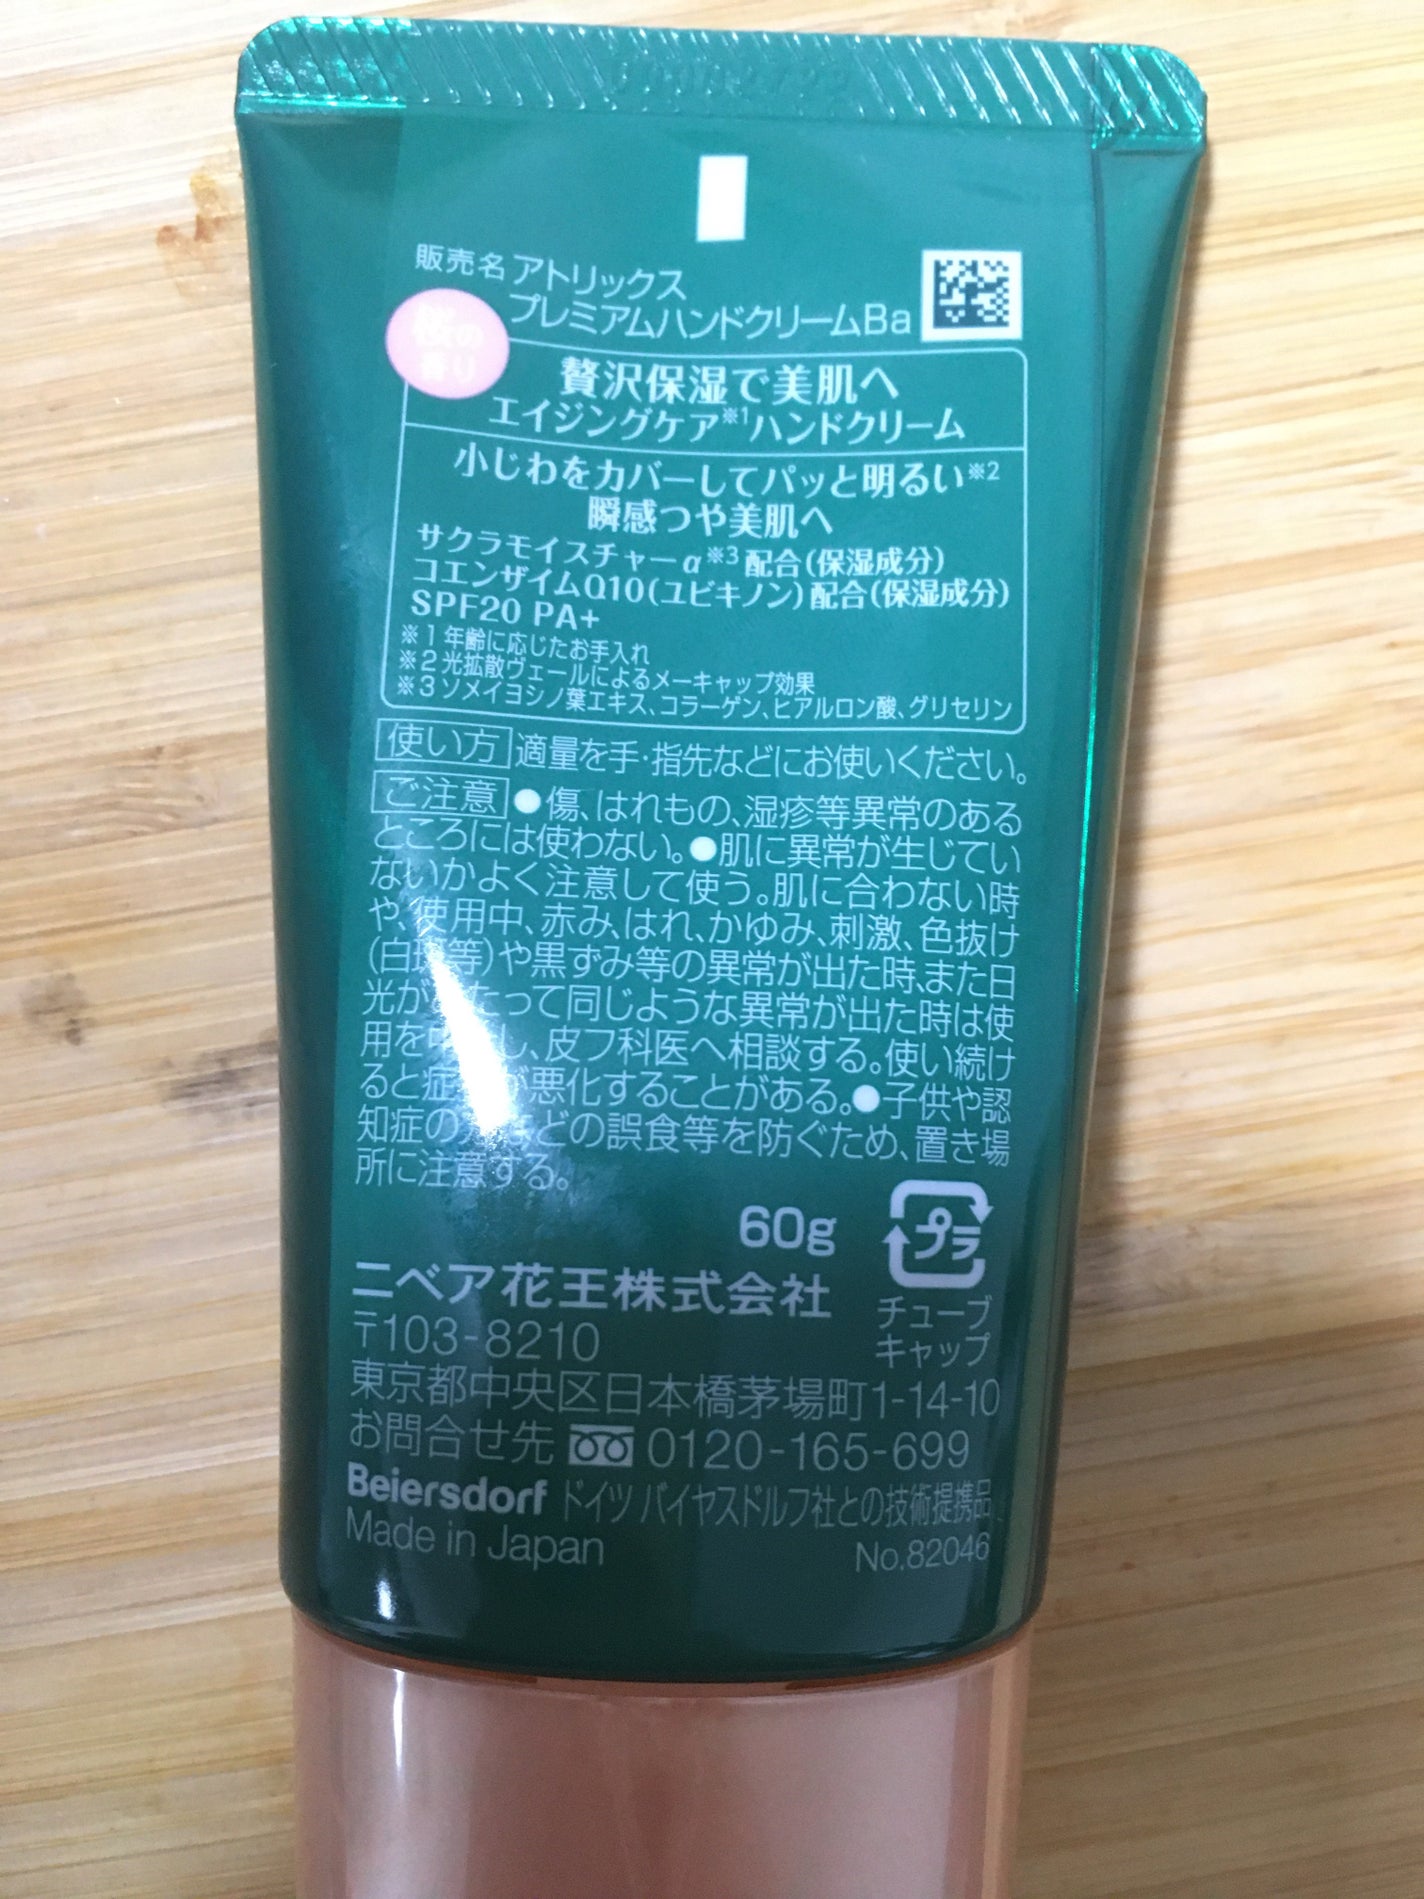 販売名 アトリックス
プレミアムハンドクリームBa
桜の
香り
贅沢保湿で美肌へ
エイジングケア※1ハンドクリーム
小じわをカバーしてパッと明るい※2
瞬感つや美肌へ
サクラモイスチャーα※3配合(保湿成分)
コエンザイムQ10(ユビキノン)配合(保湿成分)
SPF20 PA+
※1 年齢に応じたお手入れ
※2 光拡散ヴェールによるメーキャップ効果
※3 ソメイヨシノ葉エキス、コラーゲン、ヒアルロン酸、グリセリン
使い方 適量を手・指先などにお使いください。
ご注意 ●傷、はれもの、湿疹等異常のある
ところには使わない。●肌に異常が生じてい
ないかよく注意して使う。肌に合わない時
や、使用中、赤み、はれ、かゆみ、刺激、色抜け
(白斑等)や黒ずみ等の異常が出た時、また日
光が たって同じような異常が出た時は使
用を し、皮フ科医へ相談する。使い続け
ると症 が悪化することがある。●子供や認
知症の どの誤食等を防ぐため、置き場
所に注意する。
60g
プラ
チューブ
キャップ
ニベア花王株式会社
〒103-8210
東京都中央区日本橋茅場町1-14-10
お問合せ先 0120-165-699
Beiersdorf ドイツ バイヤスドルフ社との技術提携品
Made in Japan
No.82046